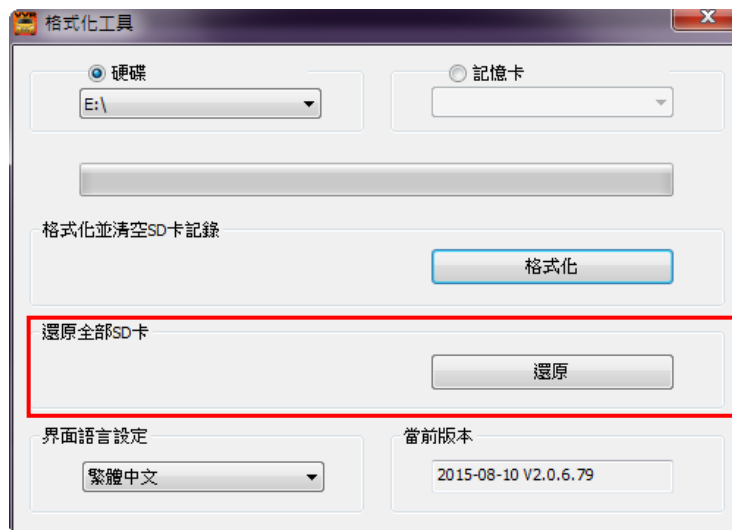 格式化工具
硬碟
記憶卡
E:\
格式化並清空SD卡記錄
格式化
還原全部SD卡
還原
界面語言設定
當前版本
繁體中文
2015-08-10 V2.0.6.79